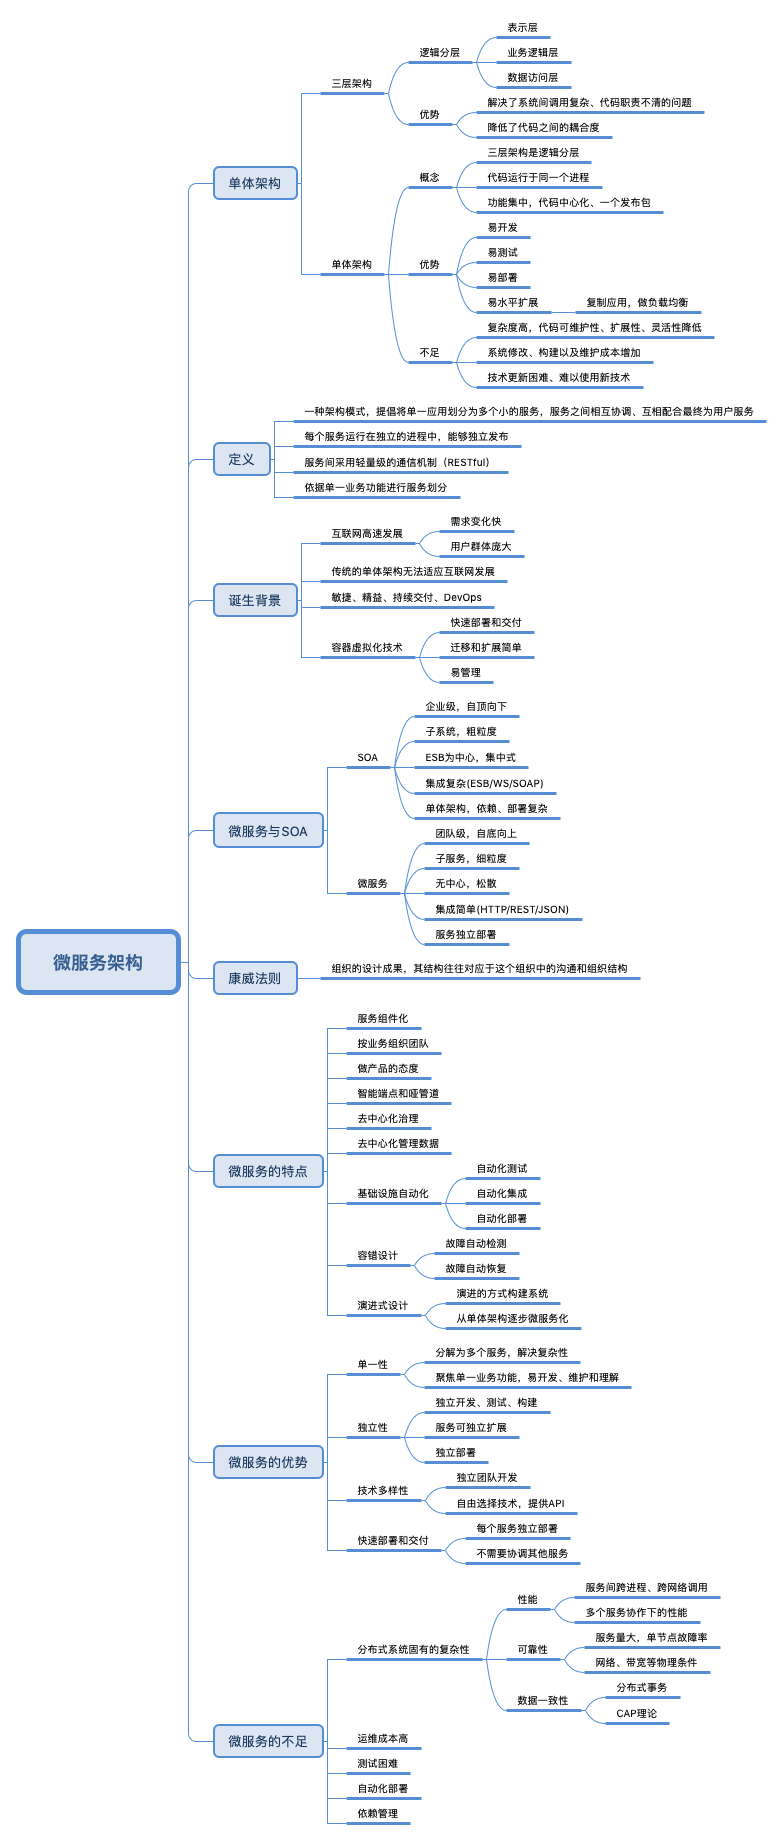 微服务架构
单体架构
三层架构
逻辑分层
表示层
业务逻辑层
数据访问层
优势
解决了系统间调用复杂、代码职责不清的问题
降低了代码之间的耦合度
单体架构
概念
三层架构是逻辑分层
代码运行于同一个进程
功能集中，代码中心化、一个发布包
优势
易开发
易测试
易部署
易水平扩展
复制应用，做负载均衡
不足
复杂度高，代码可维护性、扩展性、灵活性降低
系统修改、构建以及维护成本增加
技术更新困难、难以使用新技术
定义
一种架构模式，提倡将单一应用划分为多个小的服务，服务之间相互协调、互相配合最终为用户服务
每个服务运行在独立的进程中，能够独立发布
服务间采用轻量级的通信机制（RESTful）
依据单一业务功能进行服务划分
诞生背景
互联网高速发展
需求变化快
用户群体庞大
传统的单体架构无法适应互联网发展
敏捷、精益、持续交付、DevOps
容器虚拟化技术
快速部署和交付
迁移和扩展简单
易管理
微服务与SOA
SOA
企业级，自顶向下
子系统，粗粒度
ESB为中心，集中式
集成复杂(ESB/WS/SOAP)
单体架构，依赖、部署复杂
微服务
团队级，自底向上
子服务，细粒度
无中心，松散
集成简单(HTTP/REST/JSON)
服务独立部署
康威法则
组织的设计成果，其结构往往对应于这个组织中的沟通和组织结构
微服务的特点
服务组件化
按业务组织团队
做产品的态度
智能端点和哑管道
去中心化治理
去中心化管理数据
基础设施自动化
自动化测试
自动化集成
自动化部署
容错设计
故障自动检测
故障自动恢复
演进式设计
演进的方式构建系统
从单体架构逐步微服务化
微服务的优势
单一性
分解为多个服务，解决复杂性
聚焦单一业务功能，易开发、维护和理解
独立性
独立开发、测试、构建
服务可独立扩展
独立部署
技术多样性
独立团队开发
自由选择技术，提供API
快速部署和交付
每个服务独立部署
不需要协调其他服务
微服务的不足
分布式系统固有的复杂性
性能
服务间跨进程、跨网络调用
多个服务协作下的性能
可靠性
服务量大，单节点故障率
网络、带宽等物理条件
数据一致性
分布式事务
CAP理论
运维成本高
测试困难
自动化部署
依赖管理